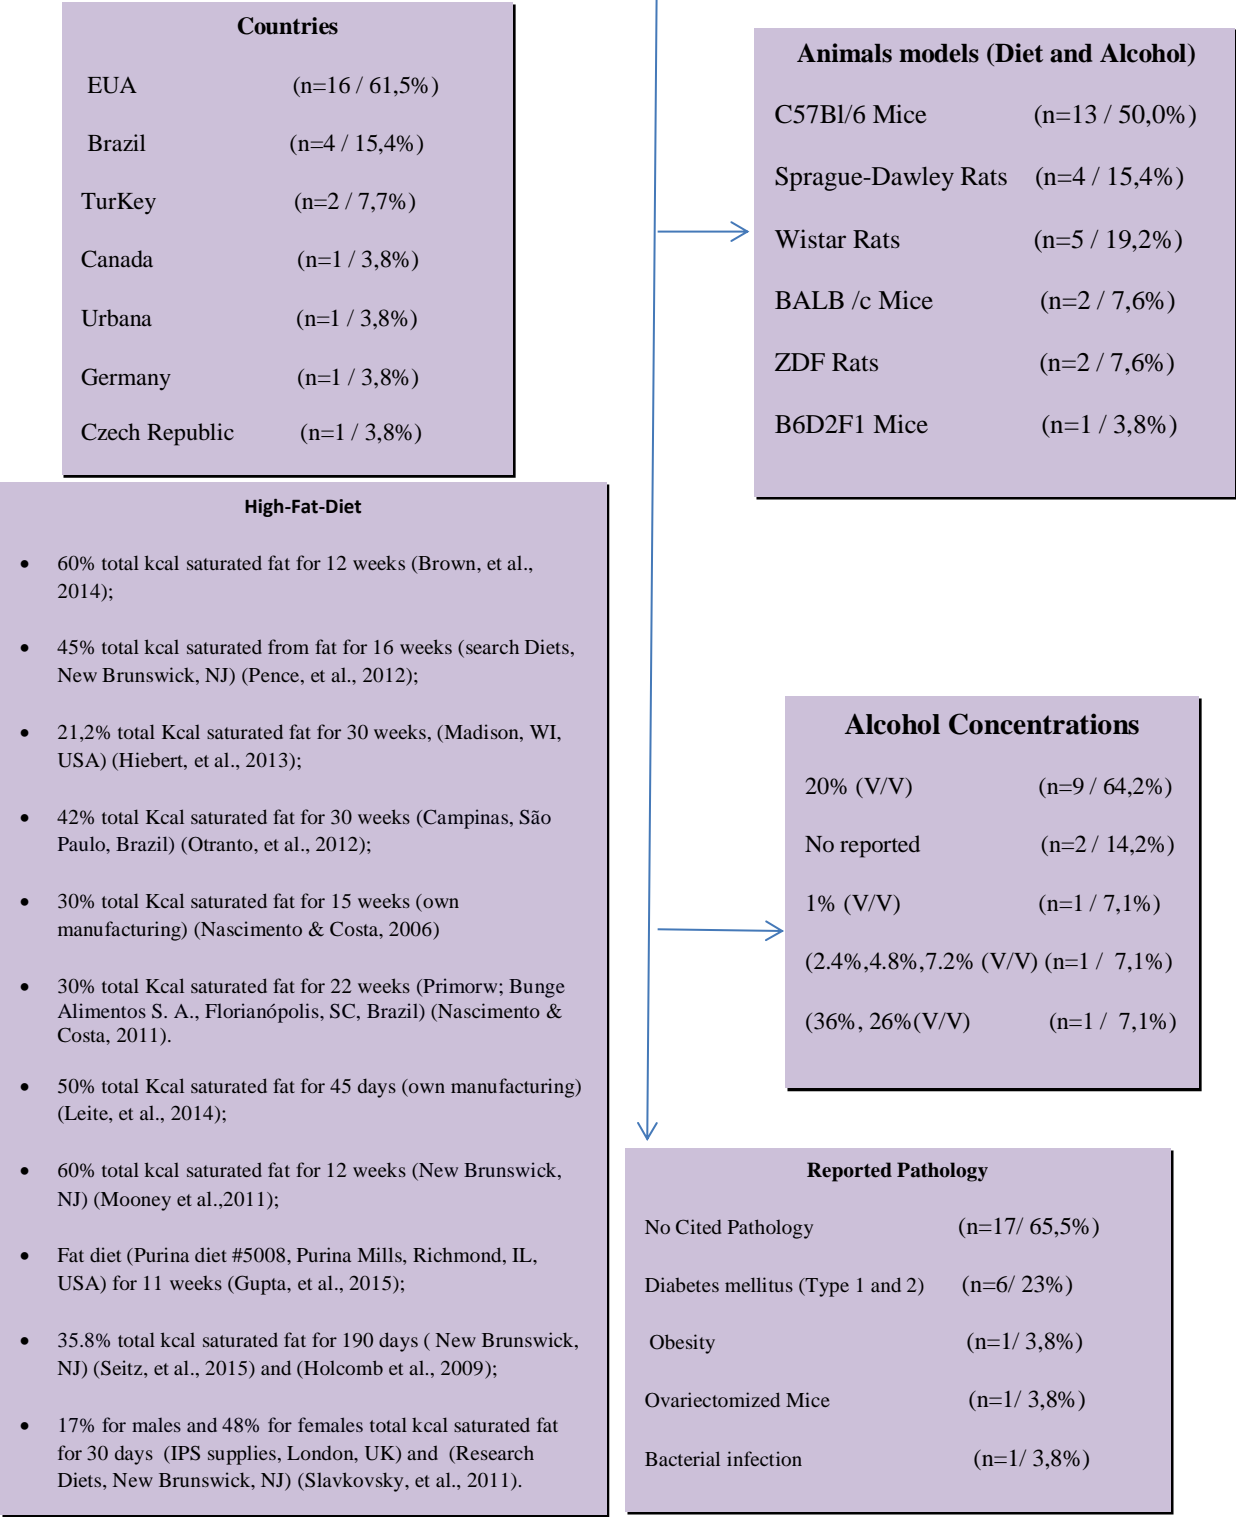 Countries
EUA (n=16 / 61,5%)
Brazil (n=4 / 15,4%)
TurKey (n=2 / 7,7%)
Canada (n=1 / 3,8%)
Urbana (n=1 / 3,8%)
Germany (n=1 / 3,8%)
Czech Republic (n=1 / 3,8%)
Animals models (Diet and Alcohol)
C57Bl/6 Mice (n=13 / 50,0%)
Sprague-Dawley Rats (n=4 / 15,4%)
Wistar Rats (n=5 / 19,2%)
BALB /c Mice (n=2 / 7,6%)
ZDF Rats (n=2 / 7,6%)
B6D2F1 Mice (n=1 / 3,8%)
High-Fat-Diet
• 60% total kcal saturated fat for 12 weeks (Brown, et al.,
2014);
• 45% total kcal saturated from fat for 16 weeks (search Diets,
New Brunswick, NJ) (Pence, et al., 2012);
• 21,2% total Kcal saturated fat for 30 weeks, (Madison, WI,
USA) (Hiebert, et al., 2013);
• 42% total Kcal saturated fat for 30 weeks (Campinas, São
Paulo, Brazil) (Otranto, et al., 2012);
• 30% total Kcal saturated fat for 15 weeks (own
manufacturing) (Nascimento & Costa, 2006)
• 30% total Kcal saturated fat for 22 weeks (Primorw; Bunge
Alimentos S. A., Florianópolis, SC, Brazil) (Nascimento &
Costa, 2011).
• 50% total Kcal saturated fat for 45 days (own manufacturing)
(Leite, et al., 2014);
• 60% total kcal saturated fat for 12 weeks (New Brunswick,
NJ) (Mooney et al.,2011);
• Fat diet (Purina diet #5008, Purina Mills, Richmond, IL,
USA) for 11 weeks (Gupta, et al., 2015);
• 35.8% total kcal saturated fat for 190 days ( New Brunswick,
NJ) (Seitz, et al., 2015) and (Holcomb et al., 2009);
• 17% for males and 48% for females total kcal saturated fat
for 30 days (IPS supplies, London, UK) and (Research
Diets, New Brunswick, NJ) (Slavkovsky, et al., 2011).
Alcohol Concentrations
20% (V/V) (n=9 / 64,2%)
No reported (n=2 / 14,2%)
1% (V/V) (n=1 / 7,1%)
(2.4%,4.8%,7.2% (V/V) (n=1 / 7,1%)
(36%, 26%(V/V) (n=1 / 7,1%)
Reported Pathology
No Cited Pathology (n=17/ 65,5%)
Diabetes mellitus (Type 1 and 2) (n=6/ 23%)
Obesity (n=1/ 3,8%)
Ovariectomized Mice (n=1/ 3,8%)
Bacterial infection (n=1/ 3,8%)